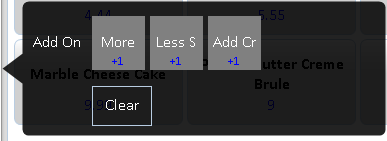 4.44 5.55
Add On More Less S Add Cr
+1 +1 +1
Marble Cheese Cake
utter Creme
Brule
9
Clear